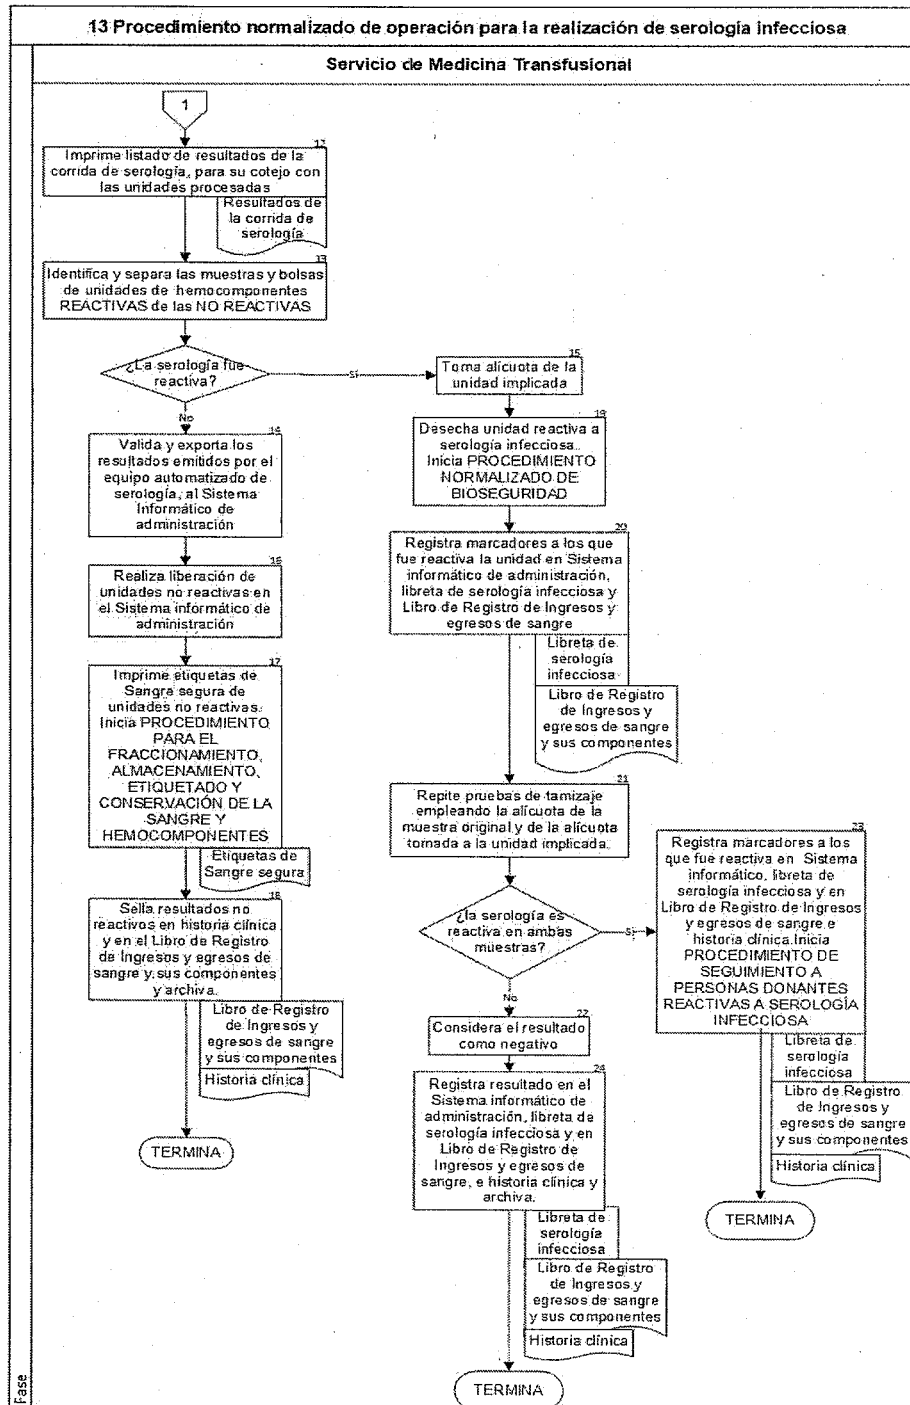 13 Procedimiento normalizado de operación para la realización de serología infecciosa
Servicio de Medicina Transfusional
1
12
Imprime listado de resultados de la
corrida de serología, para su cotejo con
las unidades procesadas
Resultados
de la corrida de
serología
13
Identifica y separa las muestras y bolsas
de unidades de hemocomponentes
REACTIVAS de las NO REACTIVAS
¿La serología fue
reactiva?
Si
No
14
Valida y exporta los
resultados emitidos por el
equipo automatizado de
serología, al Sistema
Informático de
administración
16
Realiza liberación de
unidades no reactivas en
el Sistema informático de
administración
17
Imprime etiquetas de
Sangre segura de
unidades no reactivas.
Inicia PROCEDIMIENTO
PARA EL
FRACCIONAMIENTO,
ALMACENAMIENTO,
ETIQUETADO Y
CONSERVACIÓN DE LA
SANGRE Y
HEMOCOMPONENTES
Etiquetas de
Sangre segura
18
Sella resultados no
reactivos en historia clínica
y en el Libro de Registro
de Ingresos y egresos de
sangre y sus componentes
y archiva.
Libro de Registro
de Ingresos y
egresos de sangre
y sus componentes
Historia clínica
TERMINA
15
Toma alícuota de la
unidad implicada
19
Desecha unidad reactiva a
serología infecciosa.
Inicia PROCEDIMIENTO
NORMALIZADO DE
BIOSEGURIDAD
20
Registra marcadores a los que
fue reactiva la unidad en Sistema
informático de administración,
libreta de serología infecciosa y
Libro de Registro de Ingresos y
egresos de sangre
Libreta de
serología
infecciosa
Libro de Registro de
Ingresos y
egresos de sangre
y sus componentes
21
Repite pruebas de tamizaje
empleando la alícuota de la
muestra original y de la alícuota
tomada a la unidad implicada.
¿la serología es
reactiva en ambas
muestras?
Si
No
22
Considera el resultado
como negativo
24
Registra resultado en el
Sistema informático de
administración, libreta de
serología infecciosa y en
Libro de Registro de
Ingresos y egresos de
sangre, e historia clínica y
archiva.
Libreta de
serología
infecciosa
Libro de Registro
de Ingresos y
egresos de sangre
y sus componentes
Historia clínica
TERMINA
23
Registra marcadores a los
que fue reactiva en Sistema
informático, libreta de
serología infecciosa y en
Libro de Registro de Ingresos
y egresos de sangre e
historia clínica.Inicia
PROCEDIMIENTO DE
SEGUIMIENTO A
PERSONAS DONANTES
REACTIVAS A SEROLOGÍA
INFECCIOSA
Libreta de
serología
infecciosa
Libro de Registro
de Ingresos y
egresos de sangre
y sus componentes
Historia clínica
TERMINA
Fase